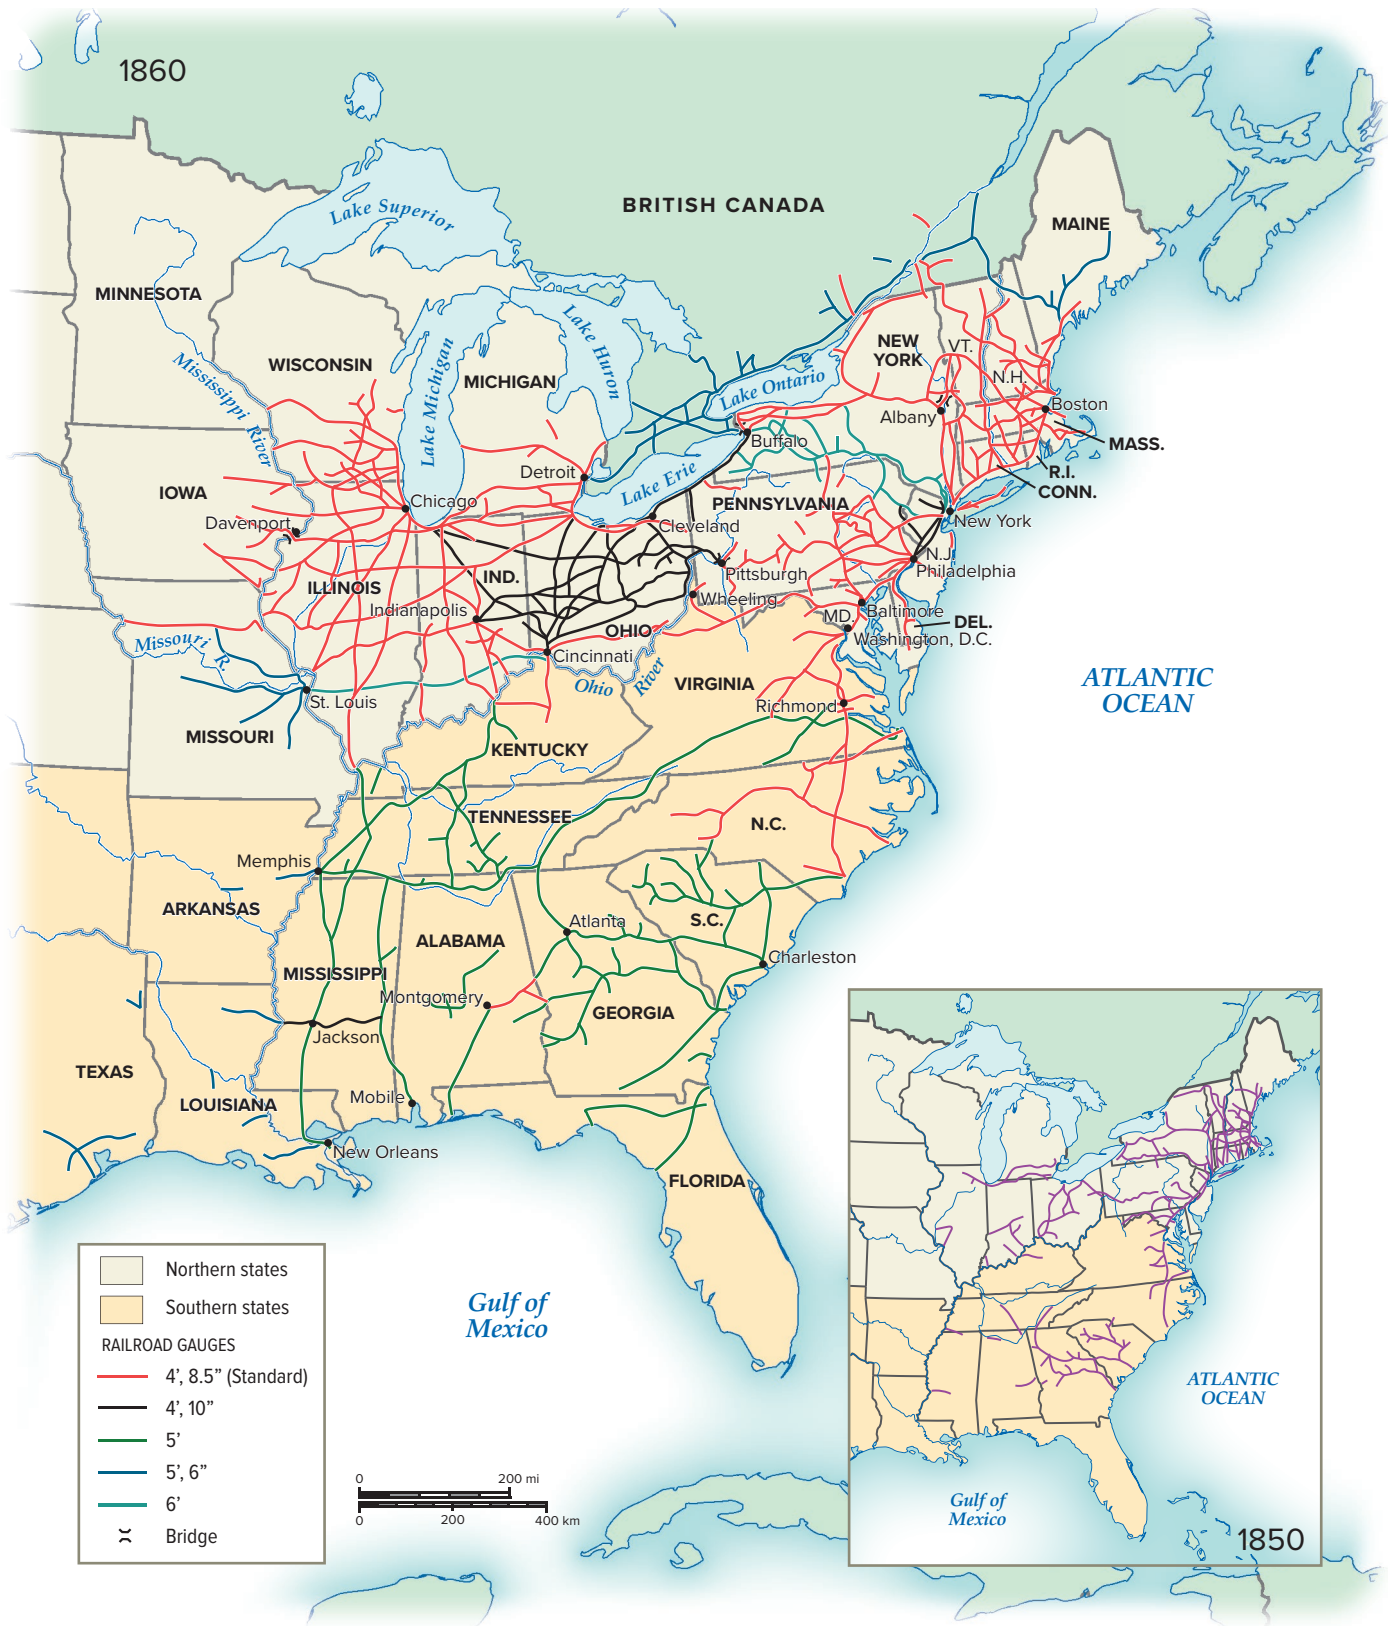 1860
BRITISH CANADA
Lake Superior
MAINE
MINNESOTA
Lake Huron
Mississippi
River
WISCONSIN
Lake Michigan
MICHIGAN
NEW
YORK
VT.
N.H.
Lake Ontario
Albany
Boston
Buffalo
MASS.
R.I.
CONN.
Detroit
Lake Erie
IOWA
Chicago
PENNSYLVANIA
Davenport
Cleveland
New York
N.J.
Philadelphia
ILLINOIS
IND.
Pittsburgh
Indianapolis
Wheeling
MD.
Baltimore
DEL.
OHIO
Washington, D.C.
Missouri R.
Cincinnati
Ohio
River
VIRGINIA
St. Louis
Richmond
ATLANTIC
OCEAN
MISSOURI
KENTUCKY
TENNESSEE
N.C.
Memphis
ARKANSAS
S.C.
Atlanta
ALABAMA
Charleston
MISSISSIPPI
Montgomery
GEORGIA
Jackson
TEXAS
Mobile
LOUISIANA
New Orleans
FLORIDA
Gulf of
Mexico
Northern states
Southern states
RAILROAD GAUGES
4’, 8.5” (Standard)
4’, 10”
5’
5’, 6”
6’
Bridge
0
200 mi
0
200
400 km
ATLANTIC
OCEAN
Gulf of
Mexico
1850